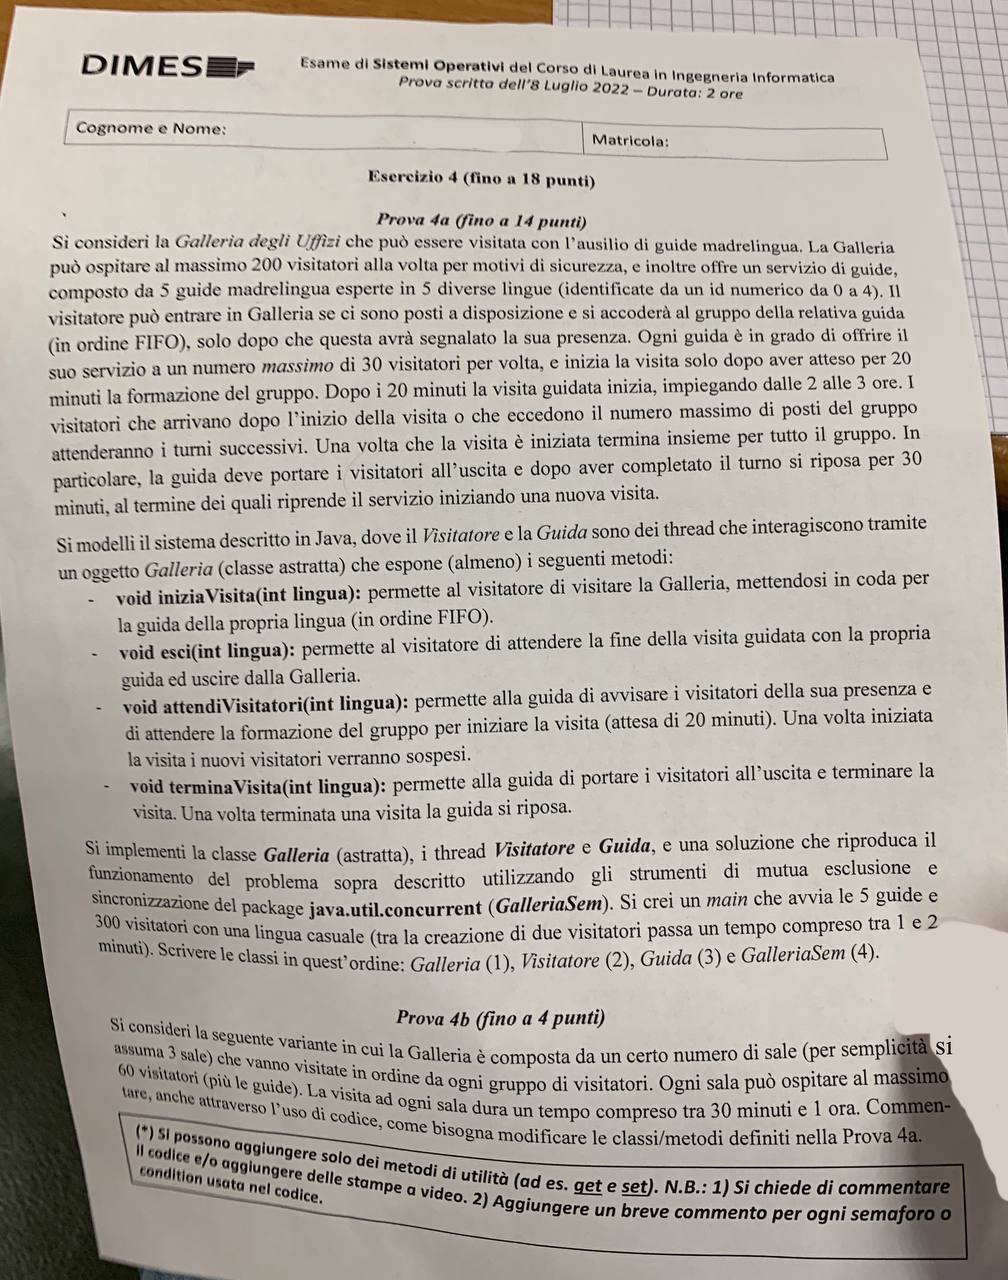 DIMES
Esame di Sistemi Operativi del Corso di Laurea in Ingegneria Informatica
Prova scritta dell'8 Luglio 2022 – Durata: 2 ore
Cognome e Nome:
Matricola:
Esercizio 4 (fino a 18 punti)
Prova 4a (fino a 14 punti)
Si consideri la Galleria degli Uffizi che può essere visitata con l'ausilio di guide madrelingua. La Galleria
può ospitare al massimo 200 visitatori alla volta per motivi di sicurezza, e inoltre offre un servizio di guide,
composto da 5 guide madrelingua esperte in 5 diverse lingue (identificate da un id numerico da 0 a 4). Il
visitatore può entrare in Galleria se ci sono posti a disposizione e si accoderà al gruppo della relativa guida
(in ordine FIFO), solo dopo che questa avrà segnalato la sua presenza. Ogni guida è in grado di offrire il
suo servizio a un numero massimo di 30 visitatori per volta, e inizia la visita solo dopo aver atteso per 20
minuti la formazione del gruppo. Dopo i 20 minuti la visita guidata inizia, impiegando dalle 2 alle 3 ore. I
visitatori che arrivano dopo l'inizio della visita o che eccedono il numero massimo di posti del gruppo
attenderanno i turni successivi. Una volta che la visita è iniziata termina insieme per tutto il gruppo. In
particolare, la guida deve portare i visitatori all'uscita e dopo aver completato il turno si riposa per 30
minuti, al termine dei quali riprende il servizio iniziando una nuova visita.
Si modelli il sistema descritto in Java, dove il Visitatore e la Guida sono dei thread che interagiscono tramite
un oggetto Galleria (classe astratta) che espone (almeno) i seguenti metodi:
- void iniziaVisita(int lingua): permette al visitatore di visitare la Galleria, mettendosi in coda per
la guida della propria lingua (in ordine FIFO).
- void esci(int lingua): permette al visitatore di attendere la fine della visita guidata con la propria
guida ed uscire dalla Galleria.
- void attendiVisitatori(int lingua): permette alla guida di avvisare i visitatori della sua presenza e
di attendere la formazione del gruppo per iniziare la visita (attesa di 20 minuti). Una volta iniziata
la visita i nuovi visitatori verranno sospesi.
- void terminaVisita(int lingua): permette alla guida di portare i visitatori all'uscita e terminare la
visita. Una volta terminata una visita la guida si riposa.
Si implementi la classe Galleria (astratta), i thread Visitatore e Guida, e una soluzione che riproduca il
funzionamento del problema sopra descritto utilizzando gli strumenti di mutua esclusione e
sincronizzazione del package java.util.concurrent (GalleriaSem). Si crei un main che avvia le 5 guide e
300 visitatori con una lingua casuale (tra la creazione di due visitatori passa un tempo compreso tra 1 e 2
minuti). Scrivere le classi in quest'ordine: Galleria (1), Visitatore (2), Guida (3) e GalleriaSem (4).
Prova 4b (fino a 4 punti)
Si consideri la seguente variante in cui la Galleria è composta da un certo numero di sale (per semplicità si
assuma 3 sale) che vanno visitate in ordine da ogni gruppo di visitatori. Ogni sala può ospitare al massimo
60 visitatori (più le guide). La visita ad ogni sala dura un tempo compreso tra 30 minuti e 1 ora. Commen-
tare, anche attraverso l'uso di codice, come bisogna modificare le classi/metodi definiti nella Prova 4a.
(*) Si possono aggiungere solo dei metodi di utilità (ad es. get e set). N.B.: 1) Si chiede di commentare
il codice e/o aggiungere delle stampe a video. 2) Aggiungere un breve commento per ogni semaforo o
condition usata nel codice.